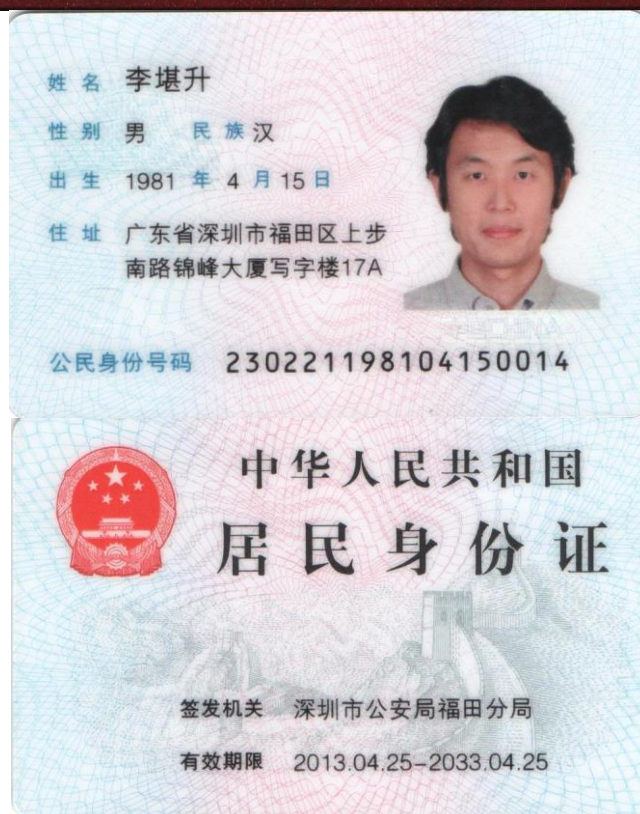 姓名 李堪升
性别 男 民族 汉
出生 1981 年 4 月 15 日
住址 广东省深圳市福田区上步
南路锦峰大厦写字楼17A
公民身份号码 230221198104150014
中华人民共和国
居民身份证
签发机关 深圳市公安局福田分局
有效期限 2013.04.25-2033.04.25